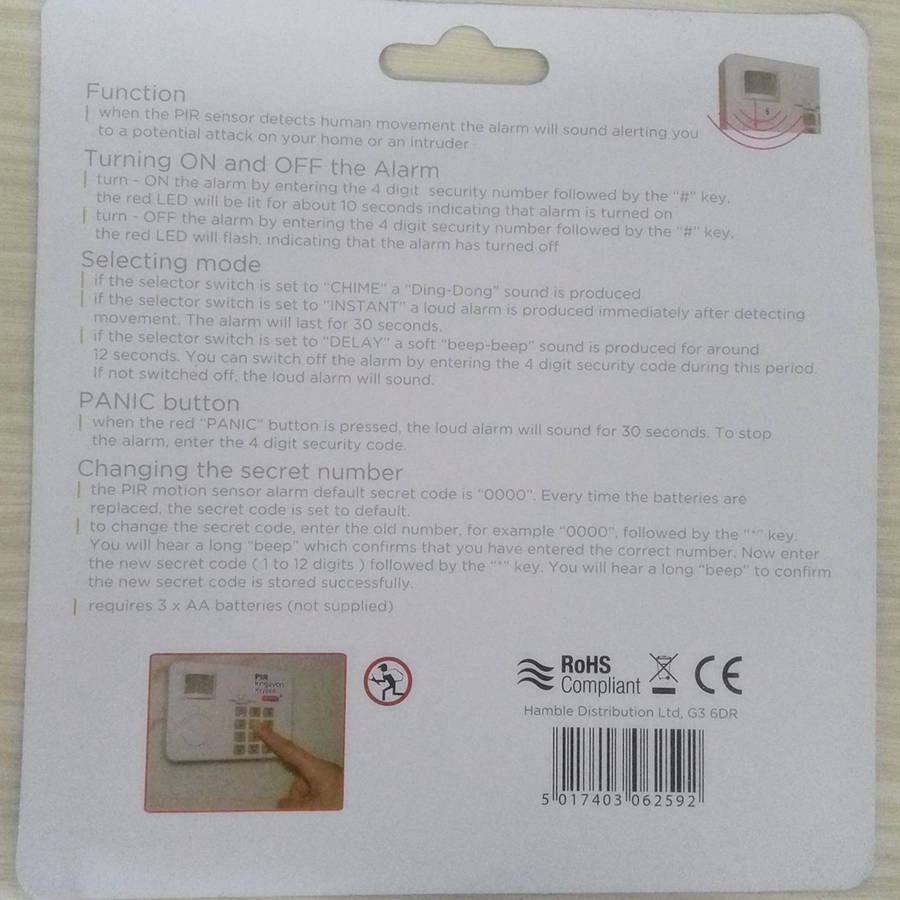 Function
| when the PIR sensor detects human movement the alarm will sound alerting you
to a potential attack on your home or an intruder
Turning ON and OFF the Alarm
| turn - ON the alarm by entering the 4 digit security number followed by the "#" key,
the red LED will be lit for about 10 seconds indicating that alarm is turned on
| turn - OFF the alarm by entering the 4 digit security number followed by the "#" key,
the red LED will flash, indicating that the alarm has turned off
Selecting mode
| if the selector switch is set to "CHIME" a "Ding-Dong" sound is produced
| if the selector switch is set to "INSTANT" a loud alarm is produced immediately after detecting
movement. The alarm will last for 30 seconds.
| if the selector switch is set to "DELAY" a soft "beep-beep" sound is produced for around
12 seconds. You can switch off the alarm by entering the 4 digit security code during this period.
If not switched off, the loud alarm will sound.
PANIC button
| when the red "PANIC" button is pressed, the loud alarm will sound for 30 seconds. To stop
the alarm, enter the 4 digit security code.
Changing the secret number
| the PIR motion sensor alarm default secret code is "0000". Every time the batteries are
replaced, the secret code is set to default.
| to change the secret code, enter the old number, for example "0000", followed by the "*" key.
You will hear a long "beep" which confirms that you have entered the correct number. Now enter
the new secret code ( 1 to 12 digits ) followed by the "*" key. You will hear a long "beep" to confirm
the new secret code is stored successfully.
| requires 3 x AA batteries (not supplied)
PIR
kingavon
RoHS
Compliant
CE
Hamble Distribution Ltd, G3 6DR
5 017403 062592